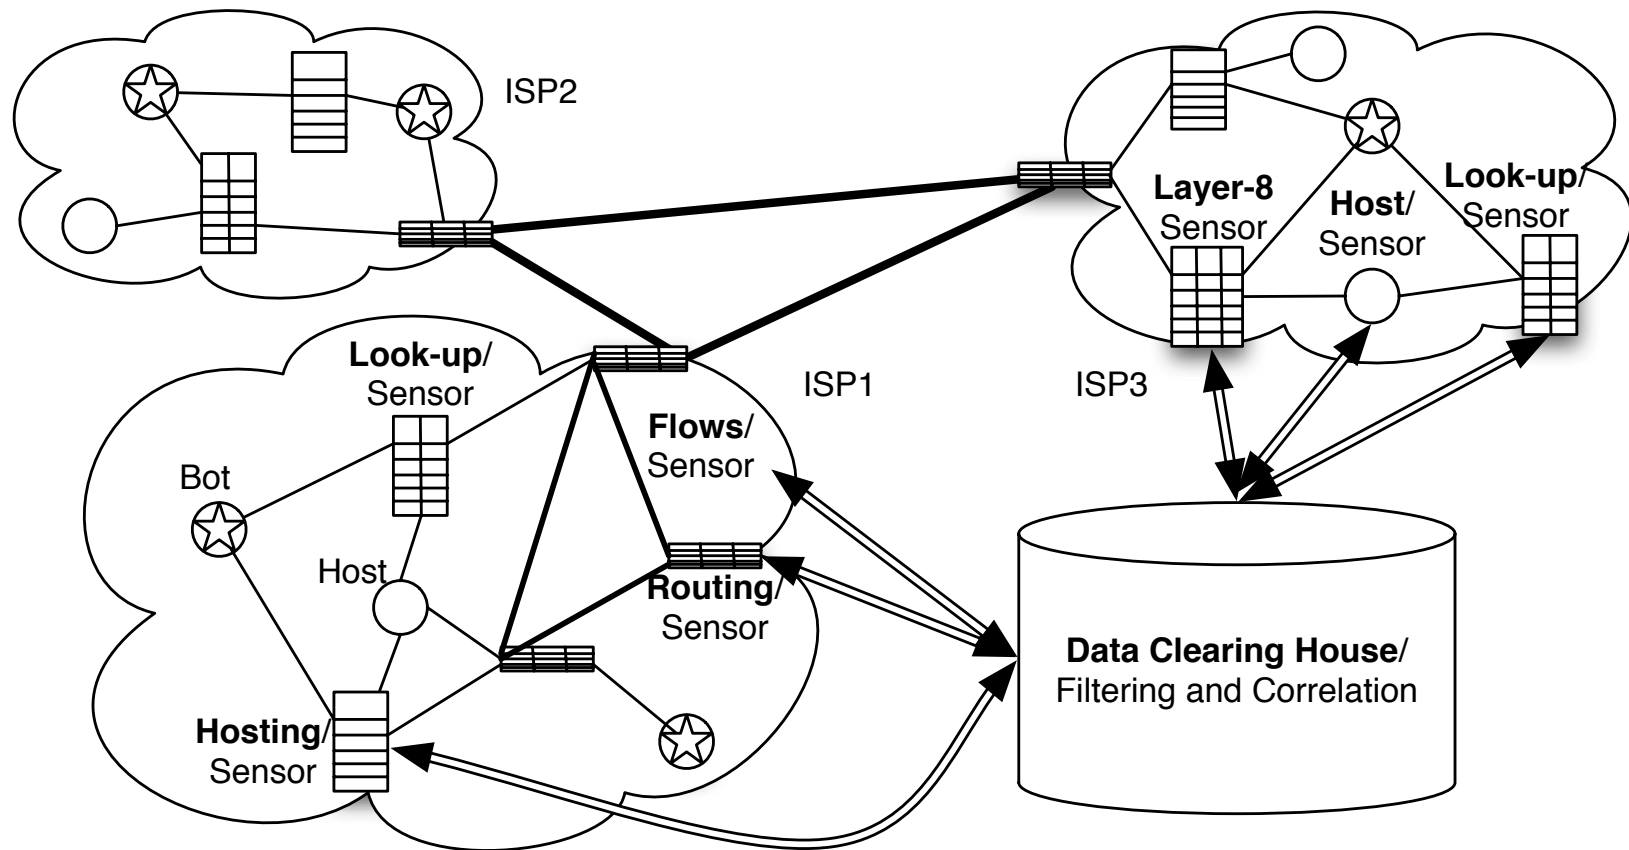 ISP2
Layer-8
Sensor
Host/
Sensor
Look-up/
Sensor
Look-up/
Sensor
ISP1
ISP3
Flows/
Sensor
Bot
Host
Routing/
Sensor
Hosting/
Sensor
Data Clearing House/
Filtering and Correlation